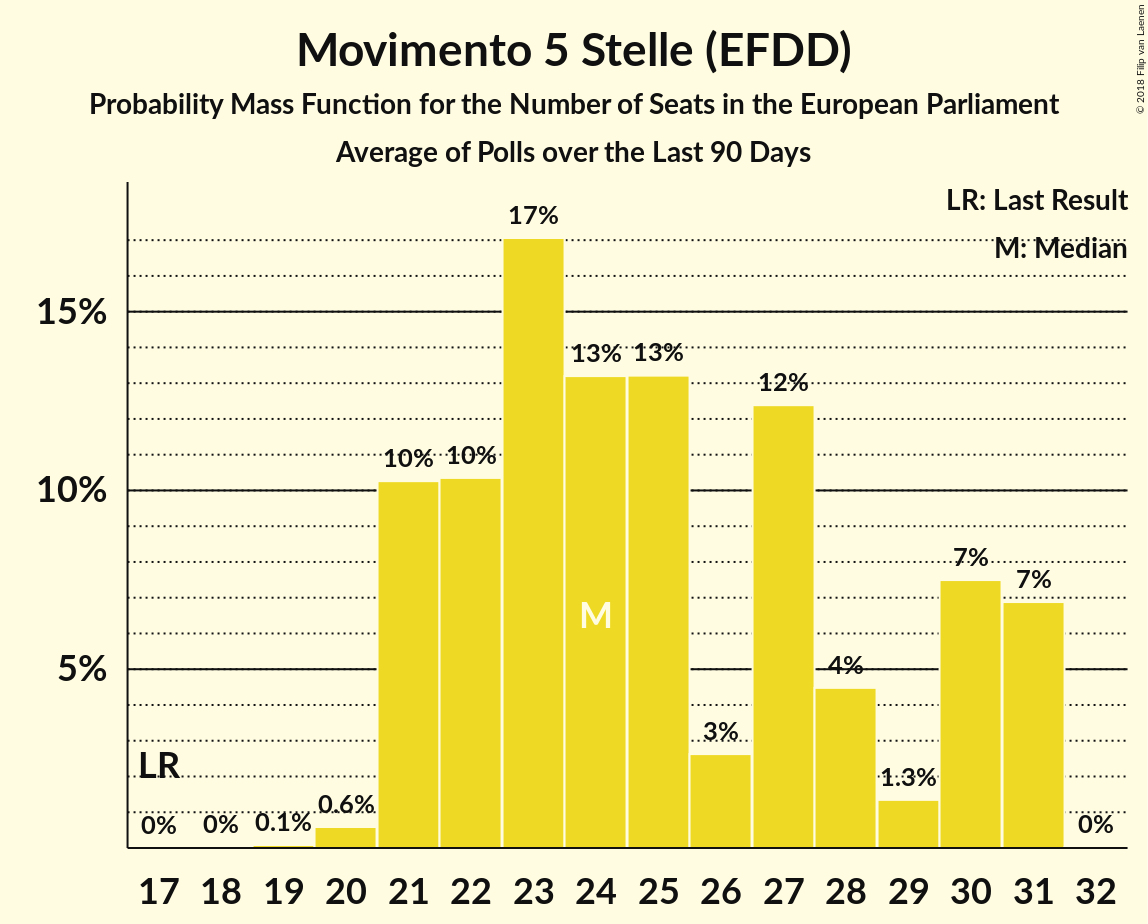 Movimento 5 Stelle (EFDD)
Probability Mass Function for the Number of Seats in the European Parliament
Average of Polls over the Last 90 Days
© 2018 Filip van Laenen
LR: Last Result
M: Median
15%
10%
5%
LR
M
0%
0%
0.1%
0.6%
10%
10%
17%
13%
13%
3%
12%
4%
1.3%
7%
7%
0%
17 18 19 20 21 22 23 24 25 26 27 28 29 30 31 32